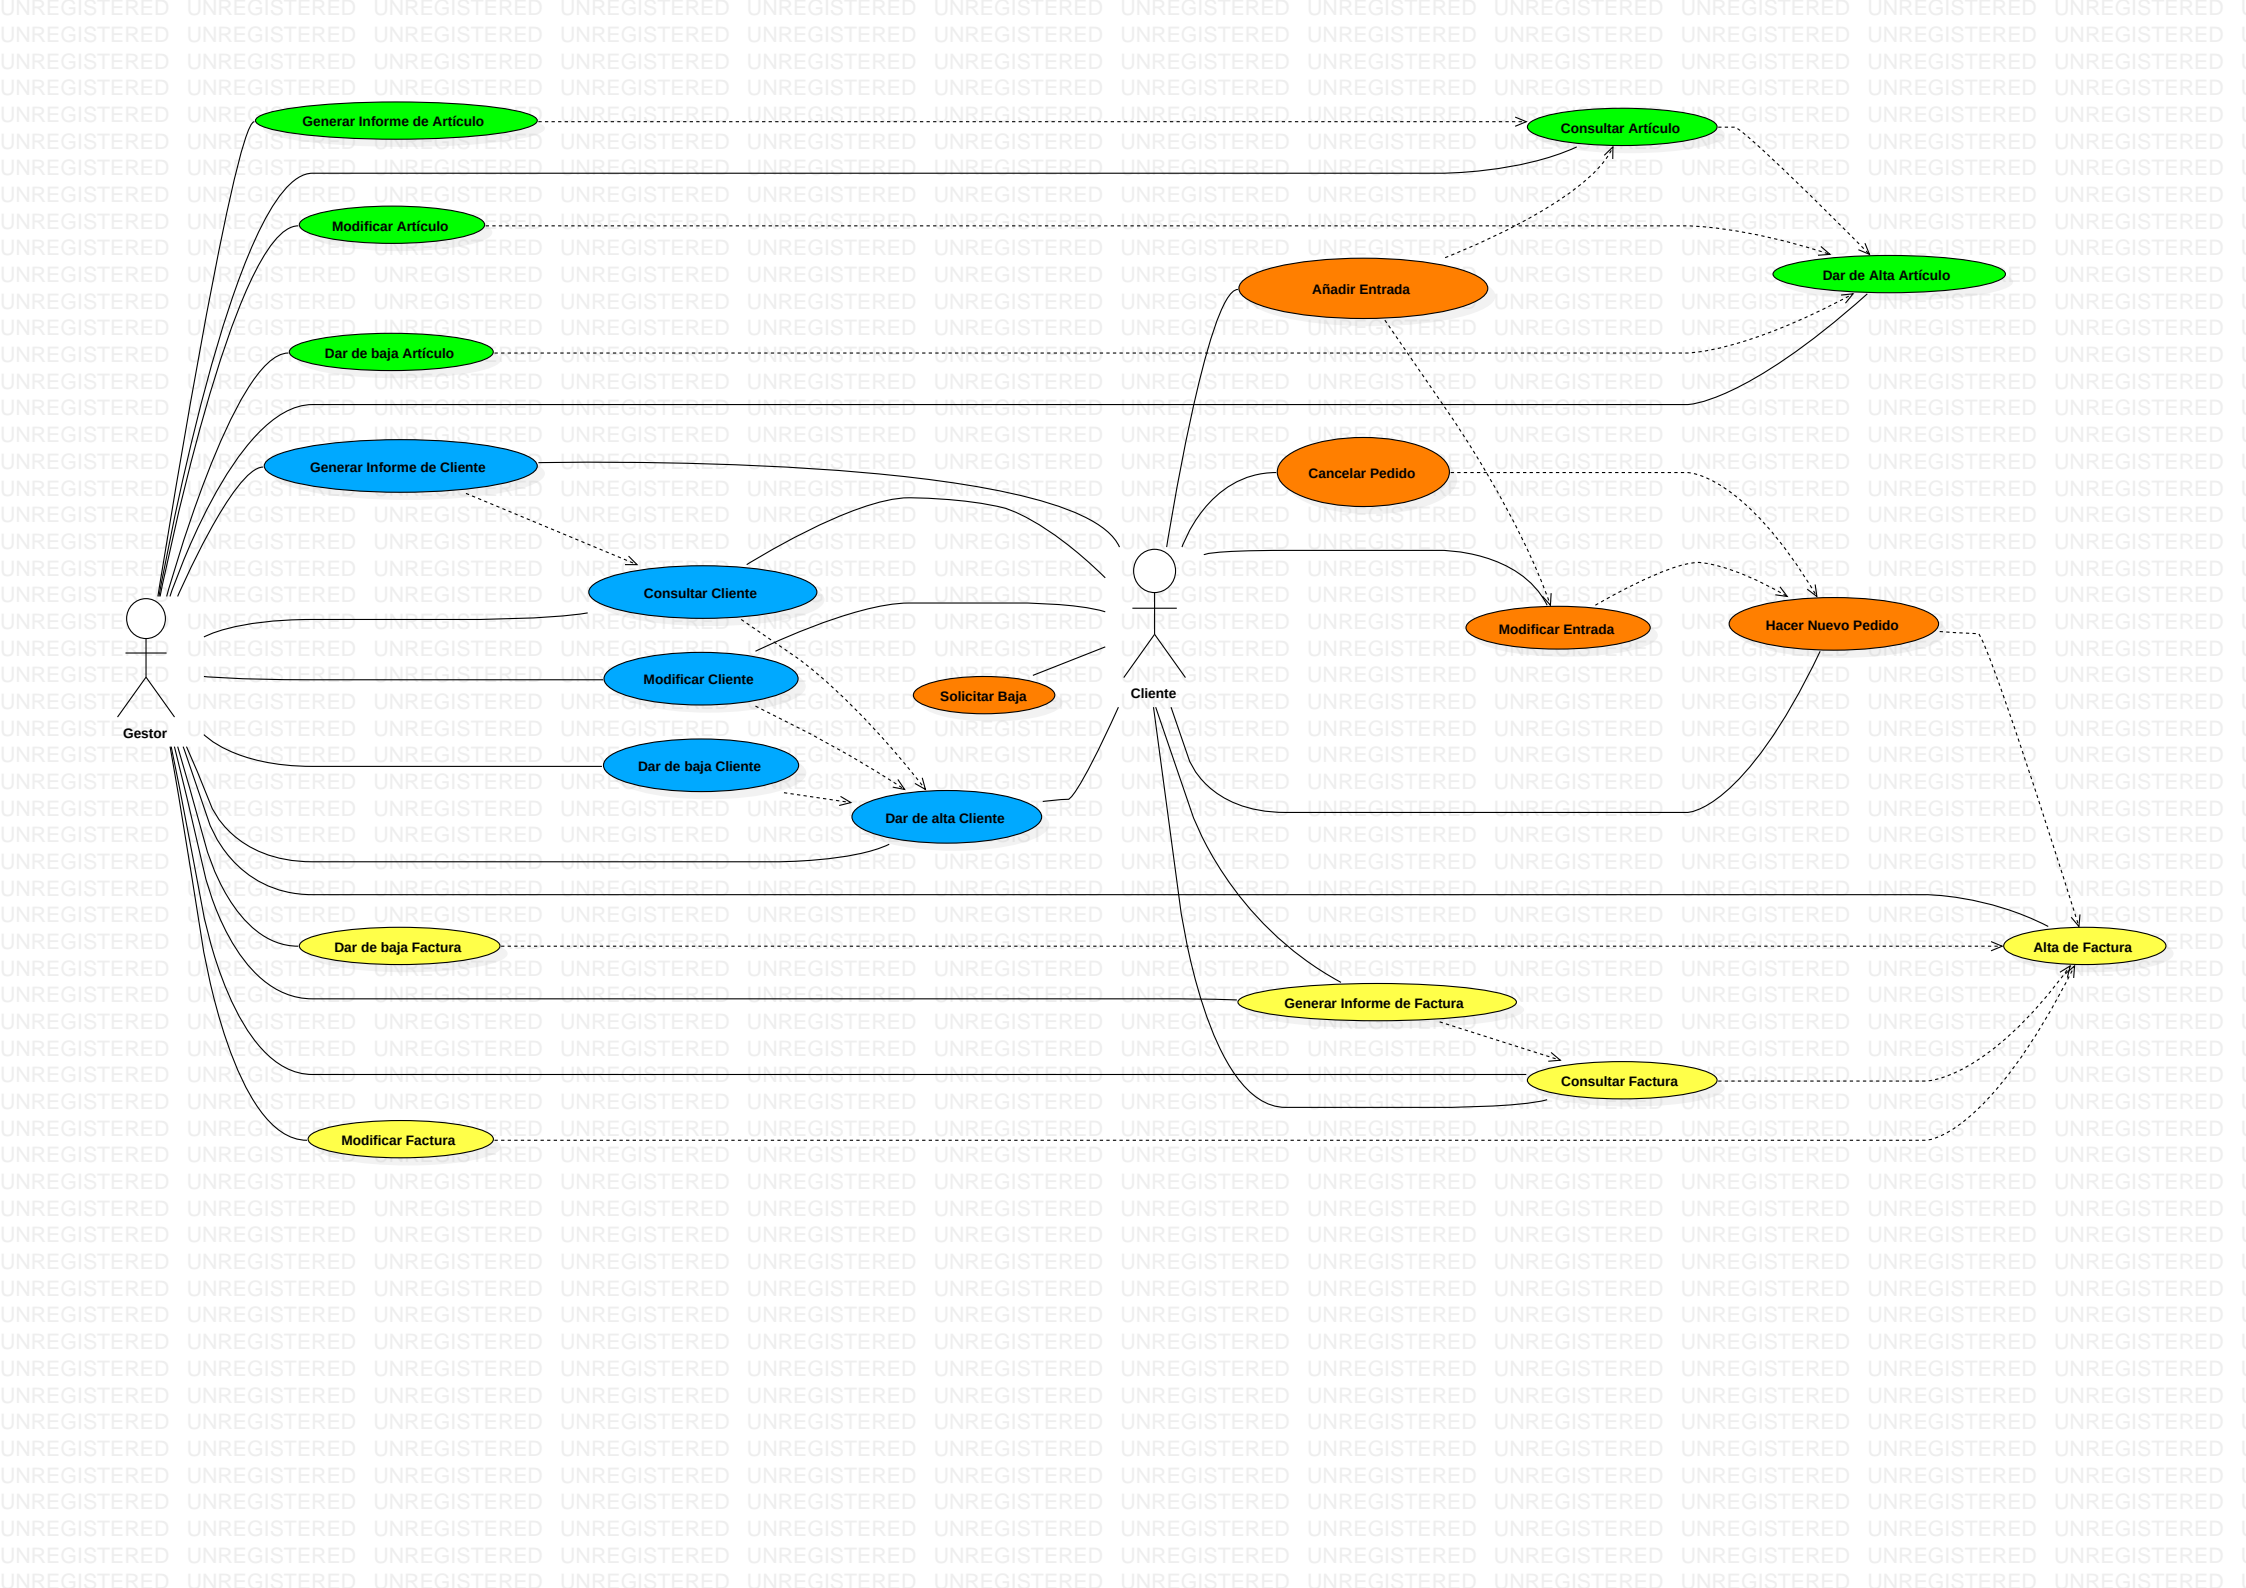 Generar Informe de Artículo
Consultar Artículo
Modificar Artículo
Dar de Alta Artículo
Añadir Entrada
Dar de baja Artículo
Generar Informe de Cliente
Cancelar Pedido
Consultar Cliente
Modificar Entrada
Hacer Nuevo Pedido
Modificar Cliente
Solicitar Baja
Cliente
Gestor
Dar de baja Cliente
Dar de alta Cliente
Dar de baja Factura
Alta de Factura
Generar Informe de Factura
Consultar Factura
Modificar Factura
UNREGISTERED